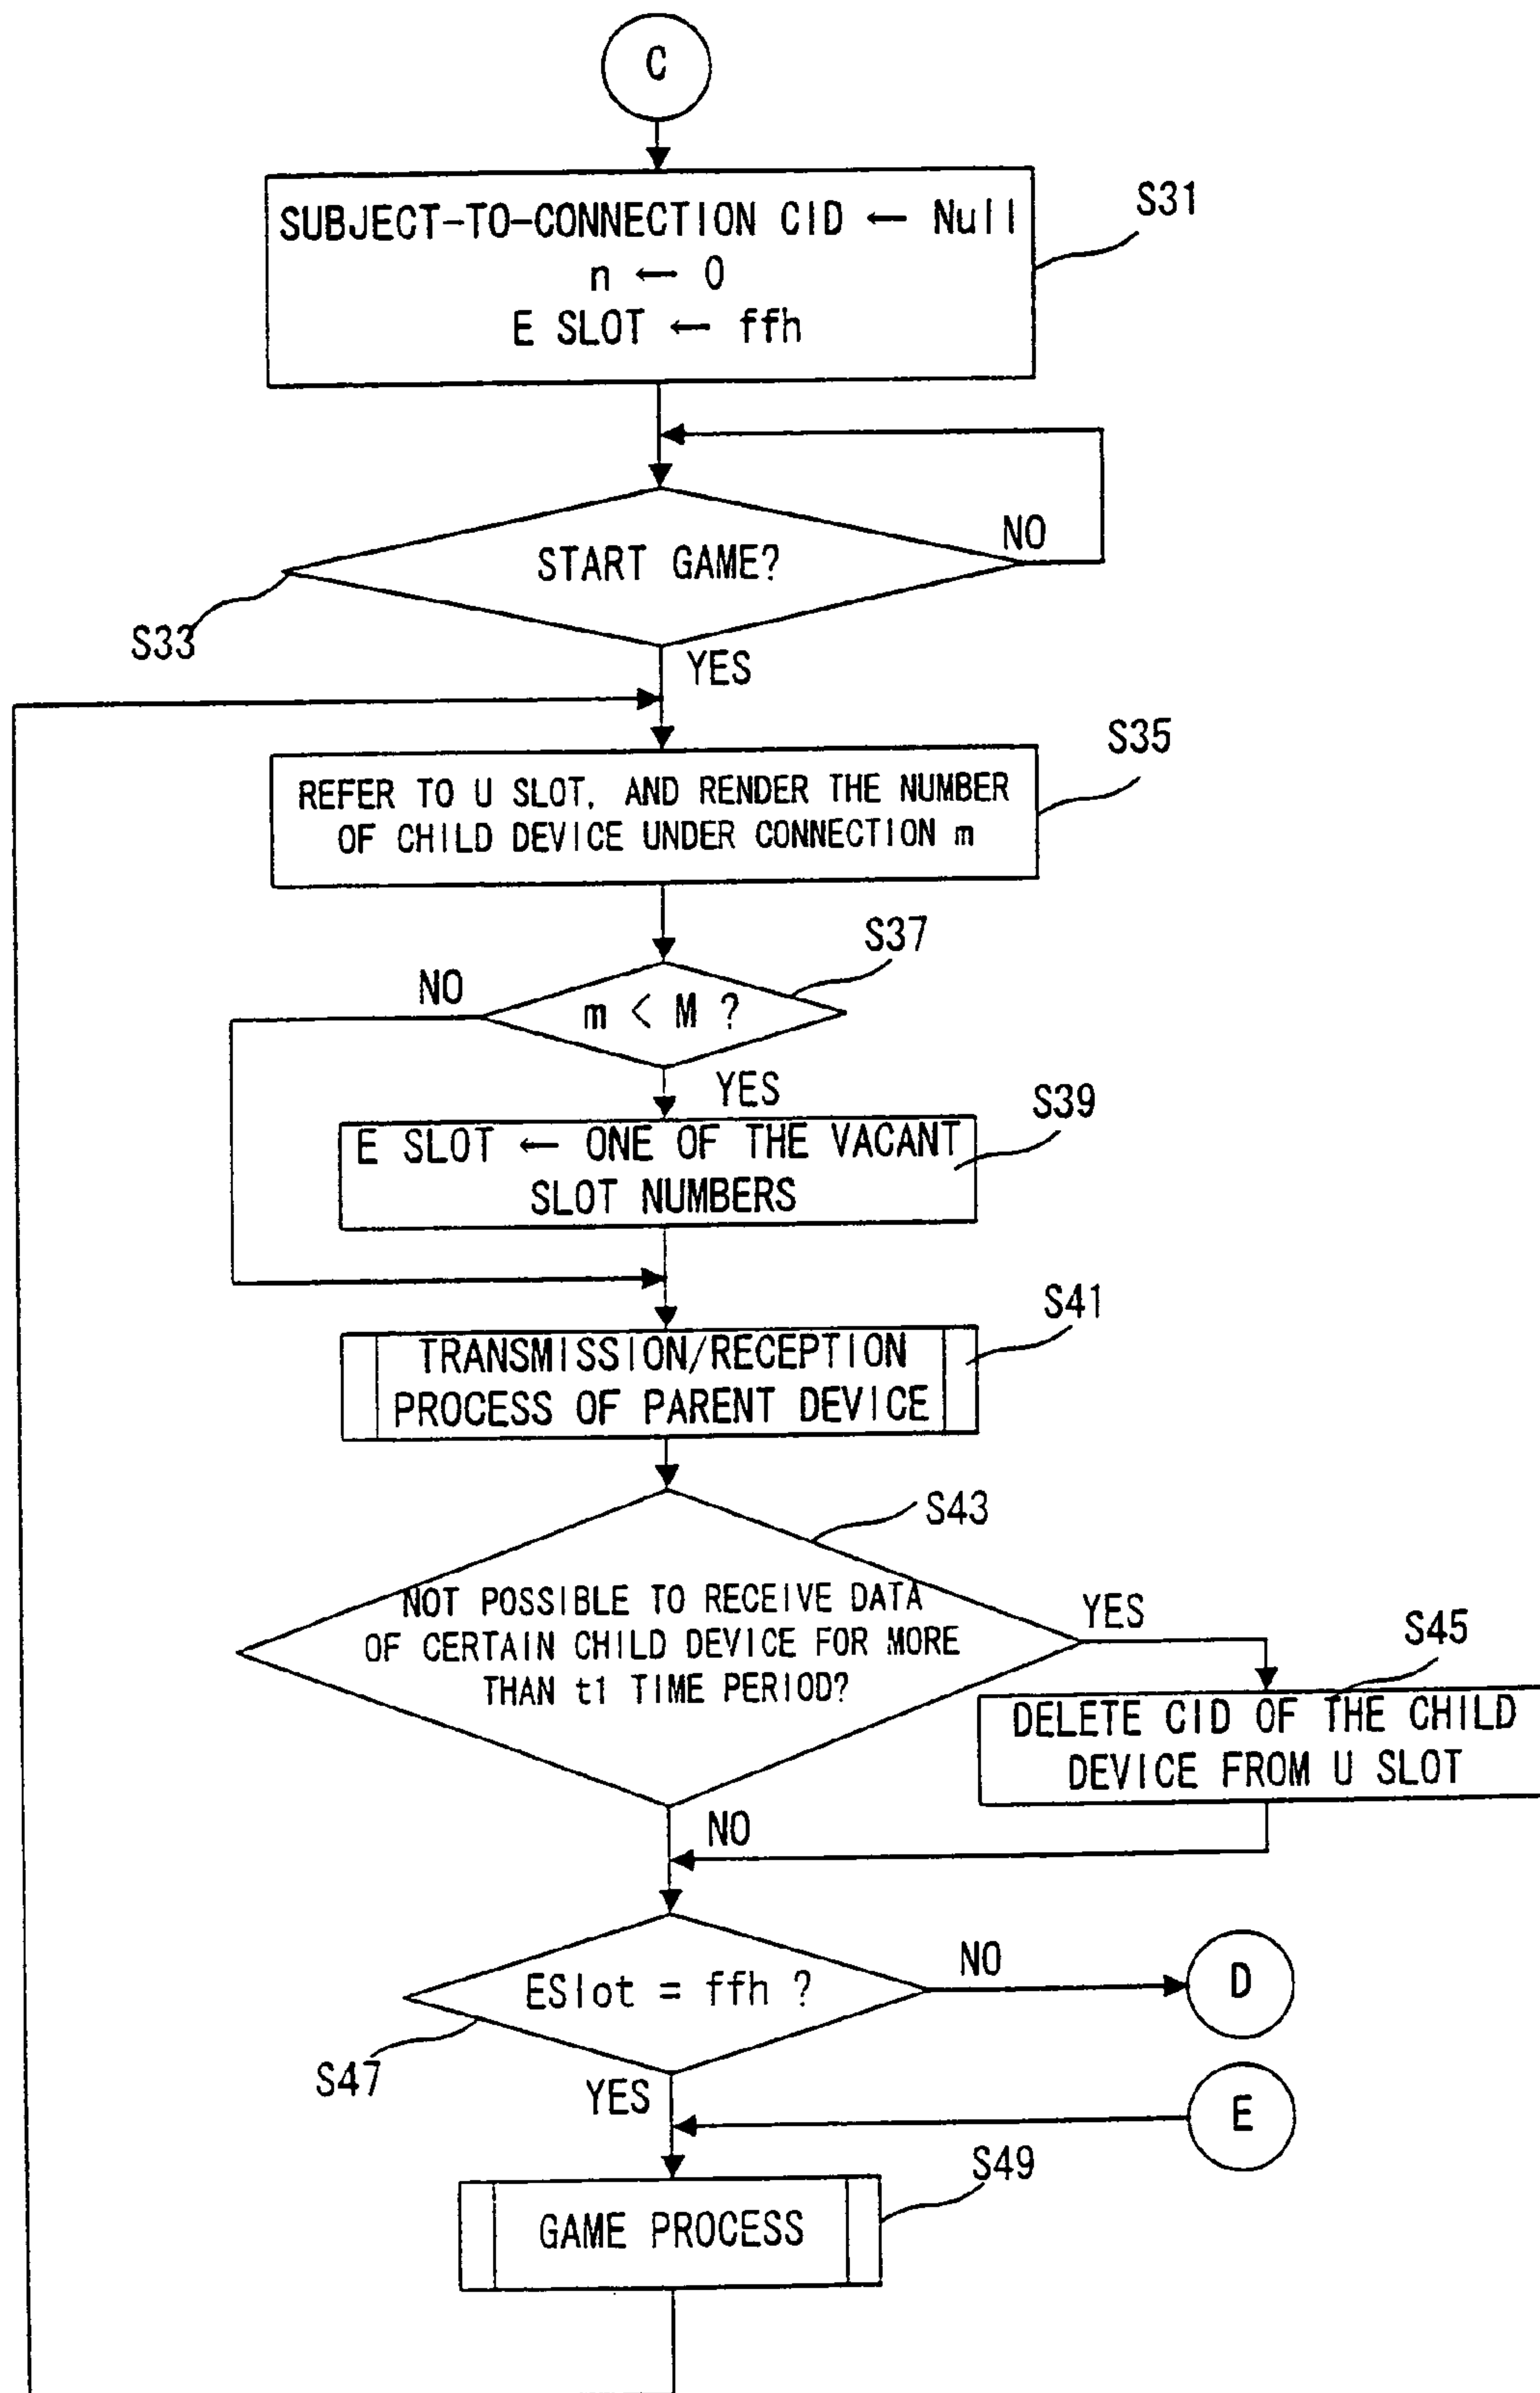 C
SUBJECT-TO-CONNECTION CID ← Null
n ← 0
E SLOT ← ffh
S31
START GAME?
NO
S33
YES
S35
REFER TO U SLOT, AND RENDER THE NUMBER
OF CHILD DEVICE UNDER CONNECTION m
S37
NO
m < M ?
YES
S39
E SLOT ← ONE OF THE VACANT
SLOT NUMBERS
S41
TRANSMISSION/RECEPTION
PROCESS OF PARENT DEVICE
S43
NOT POSSIBLE TO RECEIVE DATA
OF CERTAIN CHILD DEVICE FOR MORE
THAN t1 TIME PERIOD?
YES
S45
DELETE CID OF THE CHILD
DEVICE FROM U SLOT
NO
ESlot = ffh ?
NO
D
S47
YES
E
S49
GAME PROCESS